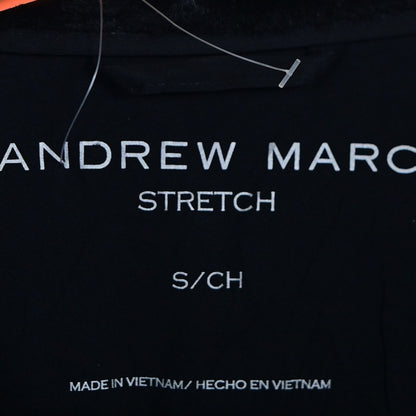 ANDREW MARC
STRETCH
S/CH
MADE IN VIETNAM/ HECHO EN VIETNAM